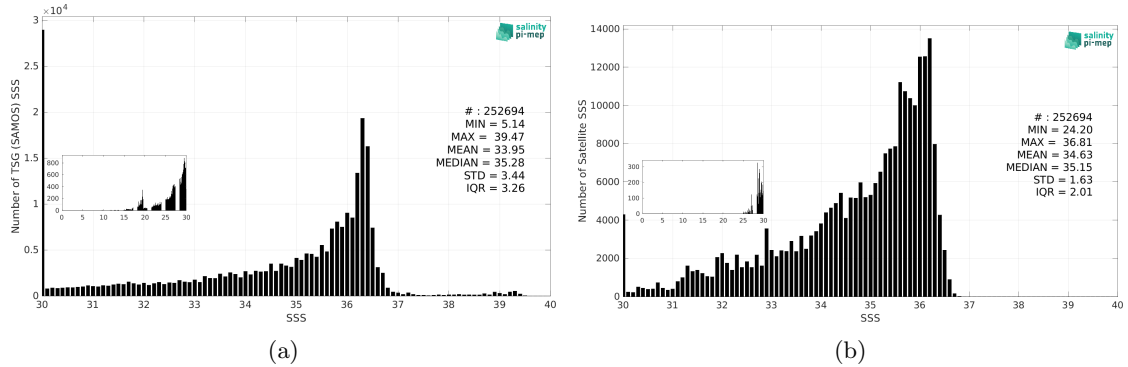 ×10⁴
3
2.5
2
1.5
1
0.5
0
Number of TSG (SAMOS) SSS
30 31 32 33 34 35 36 37 38 39 40
SSS
salinity
pi-mep
# : 252694
MIN = 5.14
MAX = 39.47
MEAN = 33.95
MEDIAN = 35.28
STD = 3.44
IQR = 3.26
800
600
400
200
0
0 5 10 15 20 25 30
(a)
14000
12000
10000
8000
6000
4000
2000
0
Number of Satellite SSS
30 31 32 33 34 35 36 37 38 39 40
SSS
salinity
pi-mep
# : 252694
MIN = 24.20
MAX = 36.81
MEAN = 34.63
MEDIAN = 35.15
STD = 1.63
IQR = 2.01
300
200
100
0
0 5 10 15 20 25 30
(b)